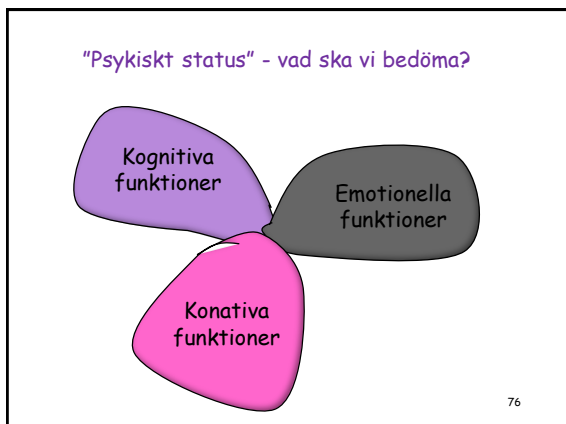 ”Psykiskt status” - vad ska vi bedöma?
Kognitiva
funktioner
Emotionella
funktioner
Konativa
funktioner
76